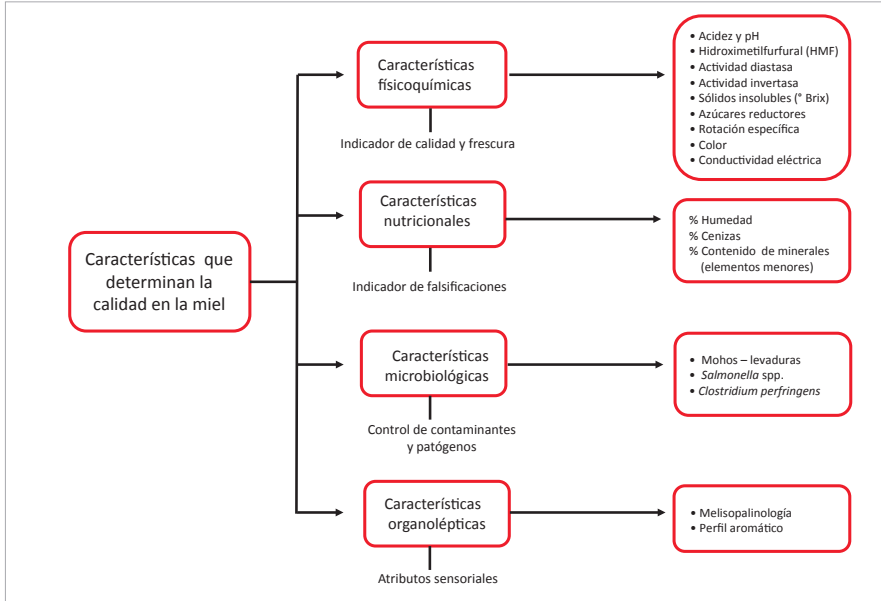 Características que
determinan la
calidad en la miel
Características
físicoquímicas
Indicador de calidad y frescura
• Acidez y pH
• Hidroximetilfurfural (HMF)
• Actividad diastasa
• Actividad invertasa
• Sólidos insolubles (° Brix)
• Azúcares reductores
• Rotación específica
• Color
• Conductividad eléctrica
Características
nutricionales
Indicador de falsificaciones
% Humedad
% Cenizas
% Contenido de minerales
(elementos menores)
Características
microbiológicas
Control de contaminantes
y patógenos
• Mohos – levaduras
• Salmonella spp.
• Clostridium perfringens
Características
organolépticas
Atributos sensoriales
• Melisopalinología
• Perfil aromático